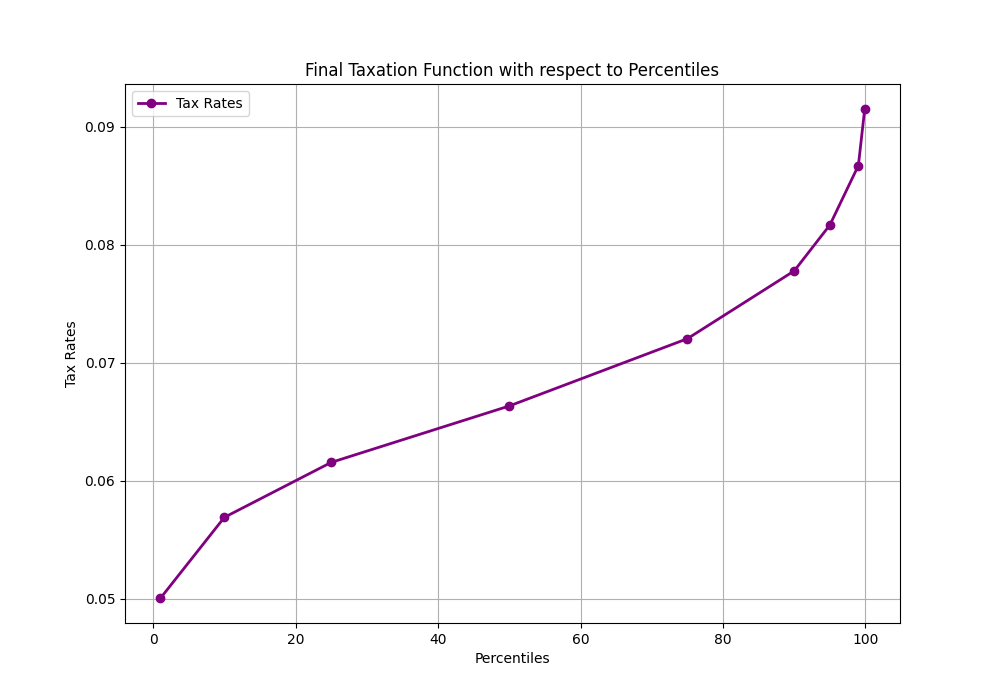 Final Taxation Function with respect to Percentiles
Tax Rates
0.09
0.08
0.07
0.06
0.05
Tax Rates
0 20 40 60 80 100
Percentiles